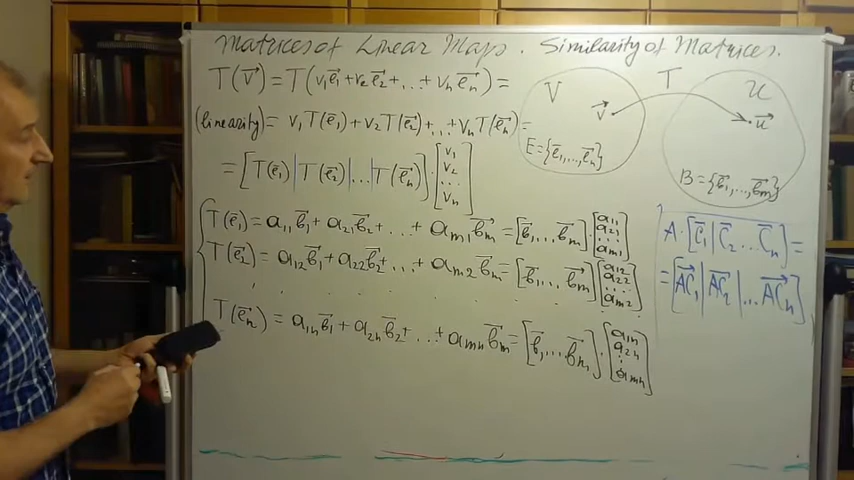 Matrices of Linear Maps. Similarity of Matrices.
T(v⃗) = T(v₁e⃗₁+v₂e⃗₂+...+vₙe⃗ₙ) =
(linearity) = v₁T(e⃗₁)+v₂T(e⃗₂)+...+vₙT(e⃗ₙ) =
= [T(e⃗₁)|T(e⃗₂)|...|T(e⃗ₙ)]·[v₁ v₂ ... vₙ]
T(e⃗₁) = a₁₁b⃗₁+a₂₁b⃗₂+...+aₘ₁b⃗ₘ = [b⃗₁...b⃗ₘ]·[a₁₁ a₂₁ ... aₘ₁]
T(e⃗₂) = a₁₂b⃗₁+a₂₂b⃗₂+...+aₘ₂b⃗ₘ = [b⃗₁...b⃗ₘ]·[a₁₂ a₂₂ ... aₘ₂]
. . . . . . . .
T(e⃗ₙ) = a₁ₙb⃗₁+a₂ₙb⃗₂+...+aₘₙb⃗ₘ = [b⃗₁...b⃗ₘ]·[a₁ₙ a₂ₙ : aₘₙ]
V T U
v⃗ u⃗
E={e⃗₁,...,e⃗ₙ}
B={b⃗₁,...,b⃗ₘ}
A·[c⃗₁|c⃗₂...c⃗ₙ] =
= [Ac⃗₁|Ac⃗₂|...Ac⃗ₙ]